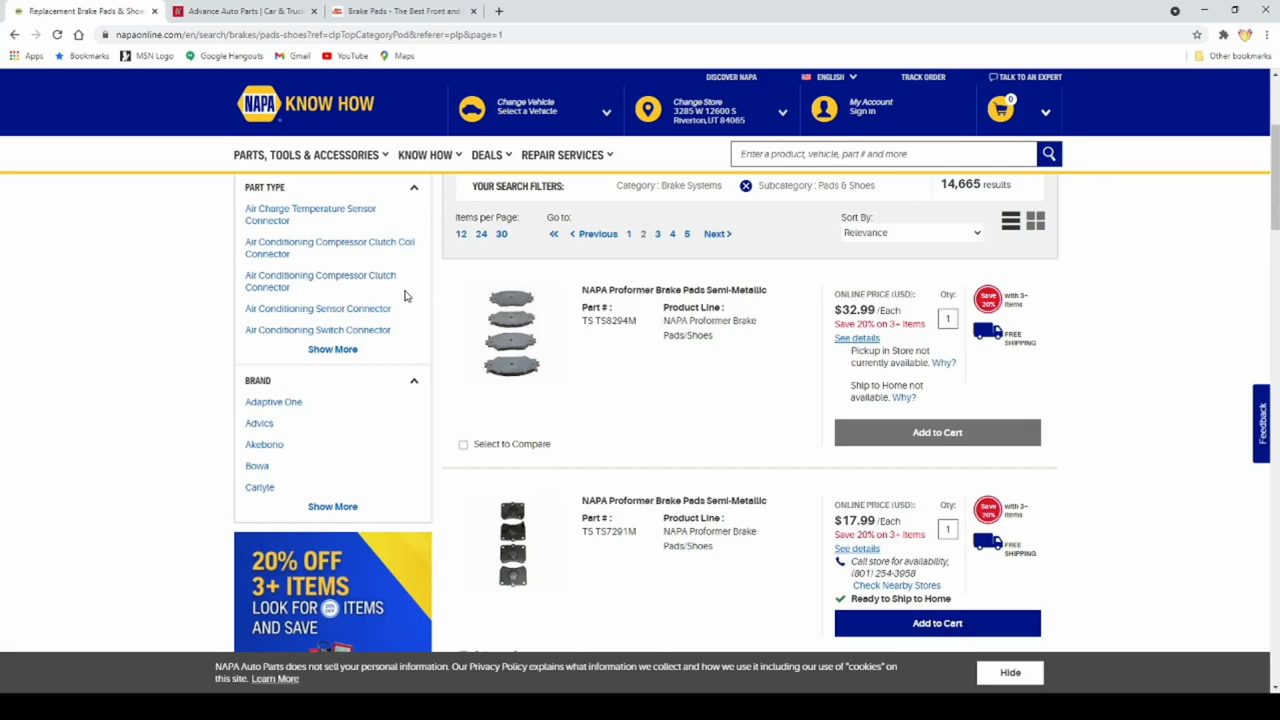 Replacement Brake Pads & Shoe
Advance Auto Parts | Car & Truck
Brake Pads - The Best Front and
napaonline.com/en/search/brakes/pads-shoes?ref=clpTopCategoryPod&referer=plp&page=1
Apps
Bookmarks
MSN Logo
Google Hangouts
Gmail
YouTube
Maps
Other bookmarks
DISCOVER NAPA
ENGLISH
TRACK ORDER
TALK TO AN EXPERT
NAPA KNOW HOW
Change Vehicle
Select a Vehicle
Change Store
3285 W 12600 S
Riverton,UT 84065
My Account
Sign in
0
PARTS, TOOLS & ACCESSORIES
KNOW HOW
DEALS
REPAIR SERVICES
Enter a product, vehicle, part # and more
PART TYPE
Air Charge Temperature Sensor
Connector
Air Conditioning Compressor Clutch Coil
Connector
Air Conditioning Compressor Clutch
Connector
Air Conditioning Sensor Connector
Air Conditioning Switch Connector
Show More
BRAND
Adaptive One
Advics
Akebono
Bowa
Carlyle
Show More
20% OFF
3+ ITEMS
LOOK FOR ITEMS
AND SAVE
YOUR SEARCH FILTERS:
Category : Brake Systems
Subcategory : Pads & Shoes
14,665 results
Items per Page:
12 24 30
Go to:
« < Previous 1 2 3 4 5 Next >
Sort By:
Relevance
NAPA Proformer Brake Pads Semi-Metallic
Part # :
TS TS8294M
Product Line :
NAPA Proformer Brake
Pads/Shoes
ONLINE PRICE (USD):
$32.99 /Each
Save 20% on 3+ Items
See details
Pickup in Store not
currently available. Why?
Ship to Home not
available. Why?
Qty:
1
Save
20%
with 3+
Items
FREE
SHIPPING
Add to Cart
Select to Compare
NAPA Proformer Brake Pads Semi-Metallic
Part # :
TS TS7291M
Product Line :
NAPA Proformer Brake
Pads/Shoes
ONLINE PRICE (USD):
$17.99 /Each
Save 20% on 3+ Items
See details
Call store for availability,
(801) 254-3958
Check Nearby Stores
Ready to Ship to Home
Qty:
1
Save
20%
with 3+
Items
FREE
SHIPPING
Add to Cart
Feedback
NAPA Auto Parts does not sell your personal information. Our Privacy Policy explains what information we collect and how we use it including our use of "cookies" on
this site. Learn More
Hide